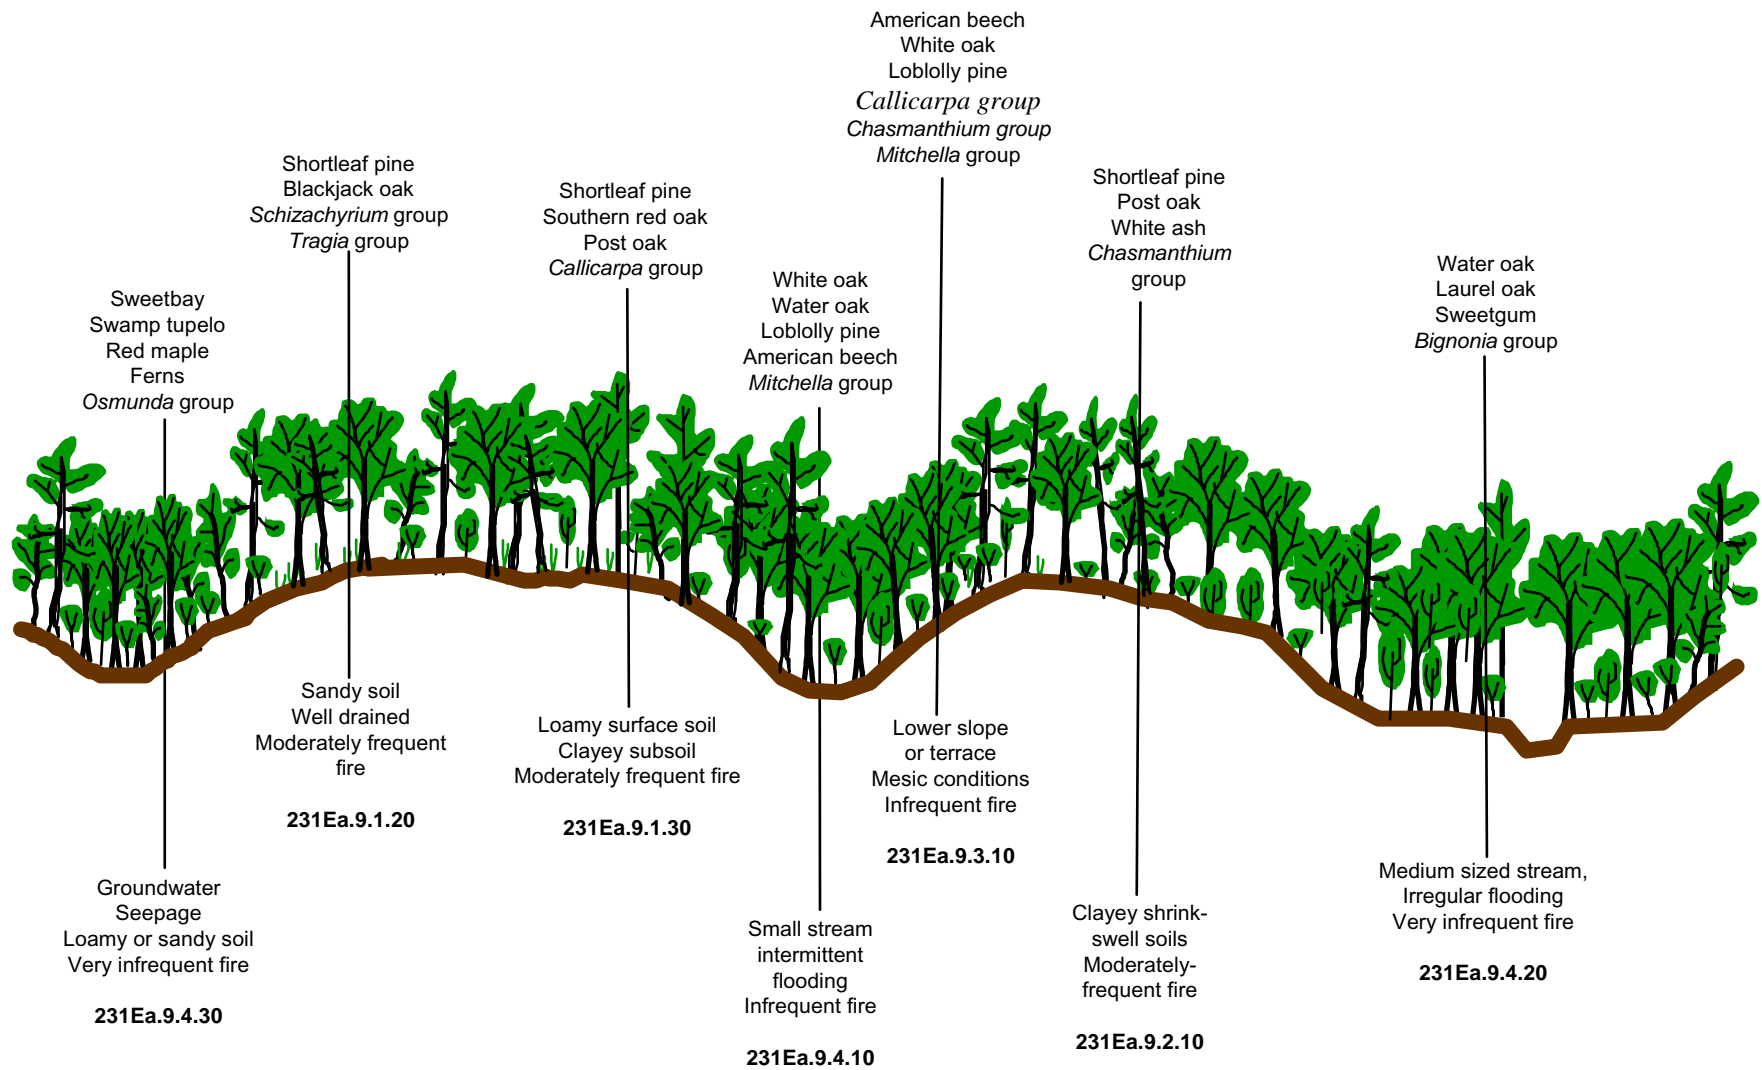 Sweetbay
Swamp tupelo
Red maple
Ferns
Osmunda group
Groundwater
Seepage
Loamy or sandy soil
Very infrequent fire
231Ea.9.4.30
Shortleaf pine
Blackjack oak
Schizachyrium group
Tragia group
Sandy soil
Well drained
Moderately frequent
fire
231Ea.9.1.20
Shortleaf pine
Southern red oak
Post oak
Callicarpa group
Loamy surface soil
Clayey subsoil
Moderately frequent fire
231Ea.9.1.30
White oak
Water oak
Loblolly pine
American beech
Mitchella group
Small stream
intermittent
flooding
Infrequent fire
231Ea.9.4.10
American beech
White oak
Loblolly pine
Callicarpa group
Chasmanthium group
Mitchella group
Lower slope
or terrace
Mesic conditions
Infrequent fire
231Ea.9.3.10
Shortleaf pine
Post oak
White ash
Chasmanthium
group
Clayey shrink-
swell soils
Moderately-
frequent fire
231Ea.9.2.10
Water oak
Laurel oak
Sweetgum
Bignonia group
Medium sized stream,
Irregular flooding
Very infrequent fire
231Ea.9.4.20